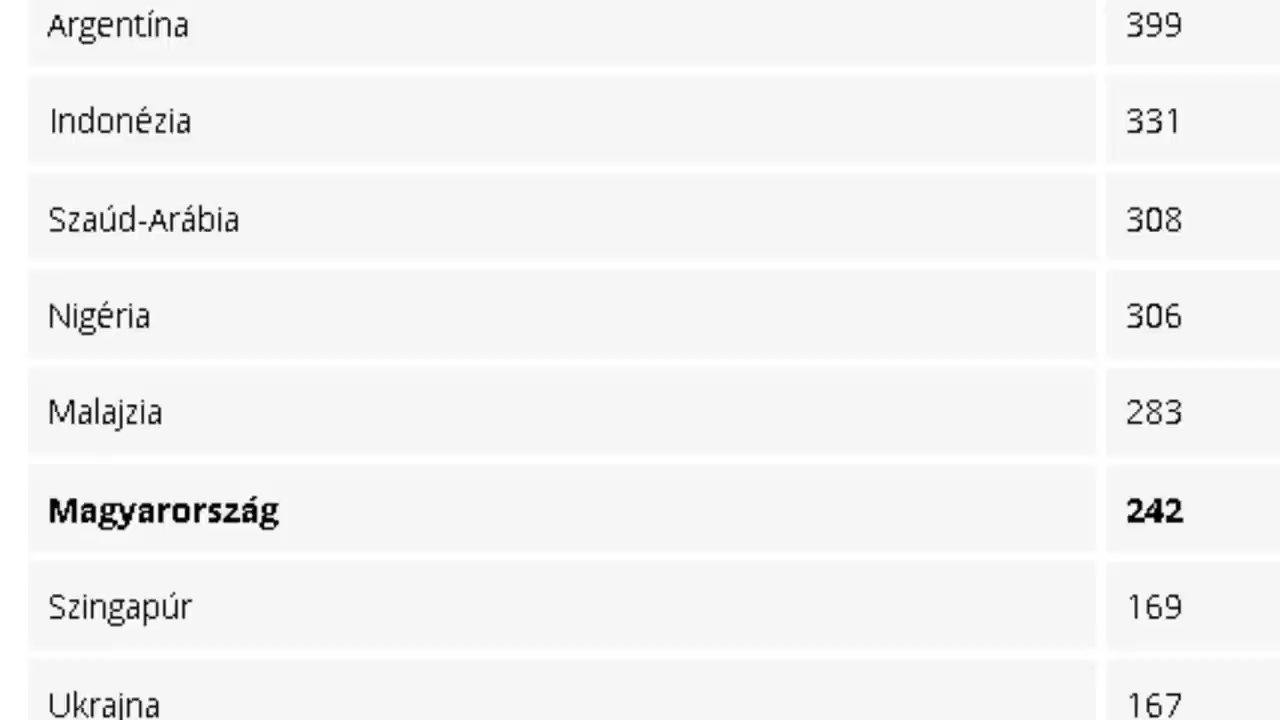 Argentína 399
Indonézia 331
Szaúd-Arábia 308
Nigéria 306
Malajzia 283
Magyarország 242
Szingapúr 169
Ukrajna 167